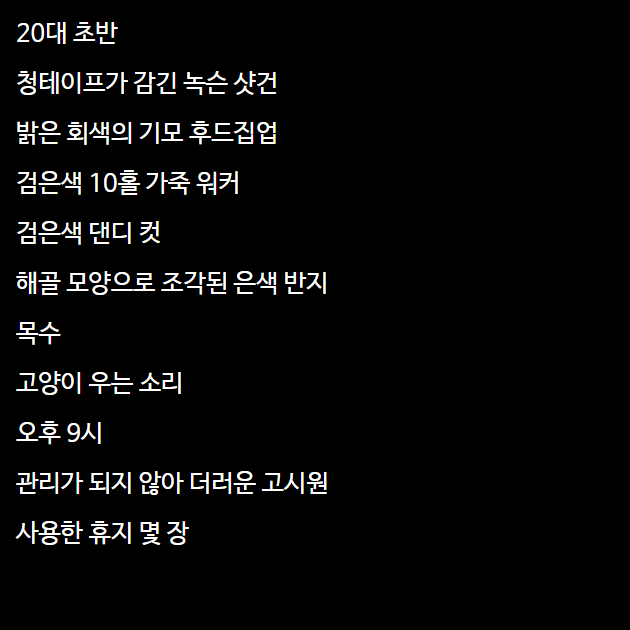 20대 초반
청테이프가 감긴 녹슨 샷건
밝은 회색의 기모 후드집업
검은색 10홀 가죽 워커
검은색 댄디 컷
해골 모양으로 조각된 은색 반지
목수
고양이 우는 소리
오후 9시
관리가 되지 않아 더러운 고시원
사용한 휴지 몇 장